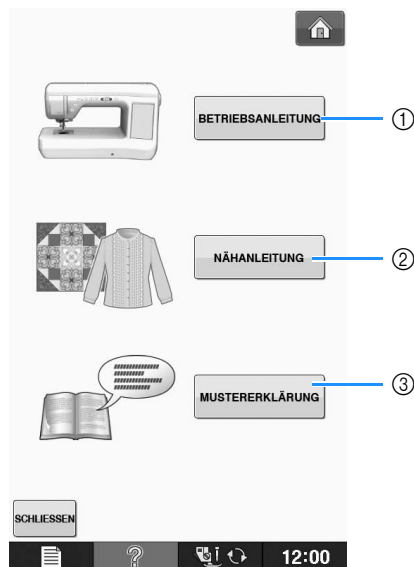 BETRIEBSANLEITUNG
①
NÄHANLEITUNG
②
MUSTERERKLÄRUNG
③
SCHLIESSEN
?
12:00